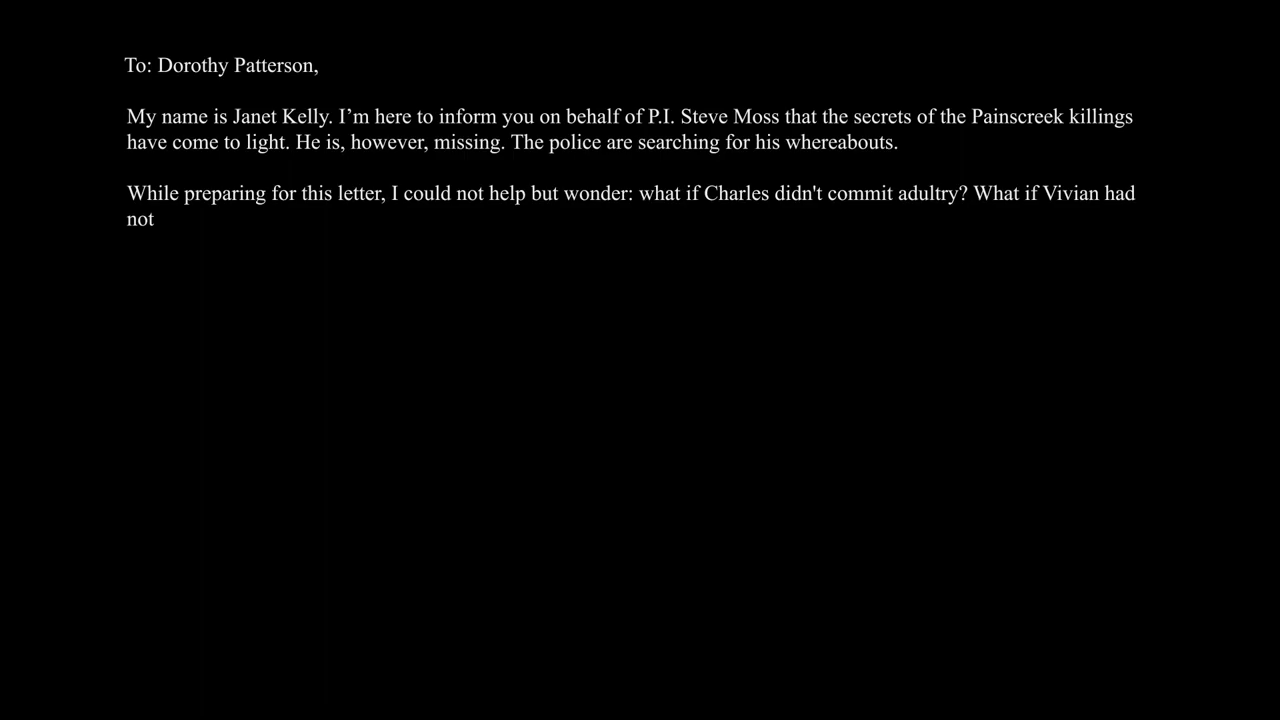 To: Dorothy Patterson,
My name is Janet Kelly. I’m here to inform you on behalf of P.I. Steve Moss that the secrets of the Painscreek killings
have come to light. He is, however, missing. The police are searching for his whereabouts.
While preparing for this letter, I could not help but wonder: what if Charles didn't commit adultry? What if Vivian had
not